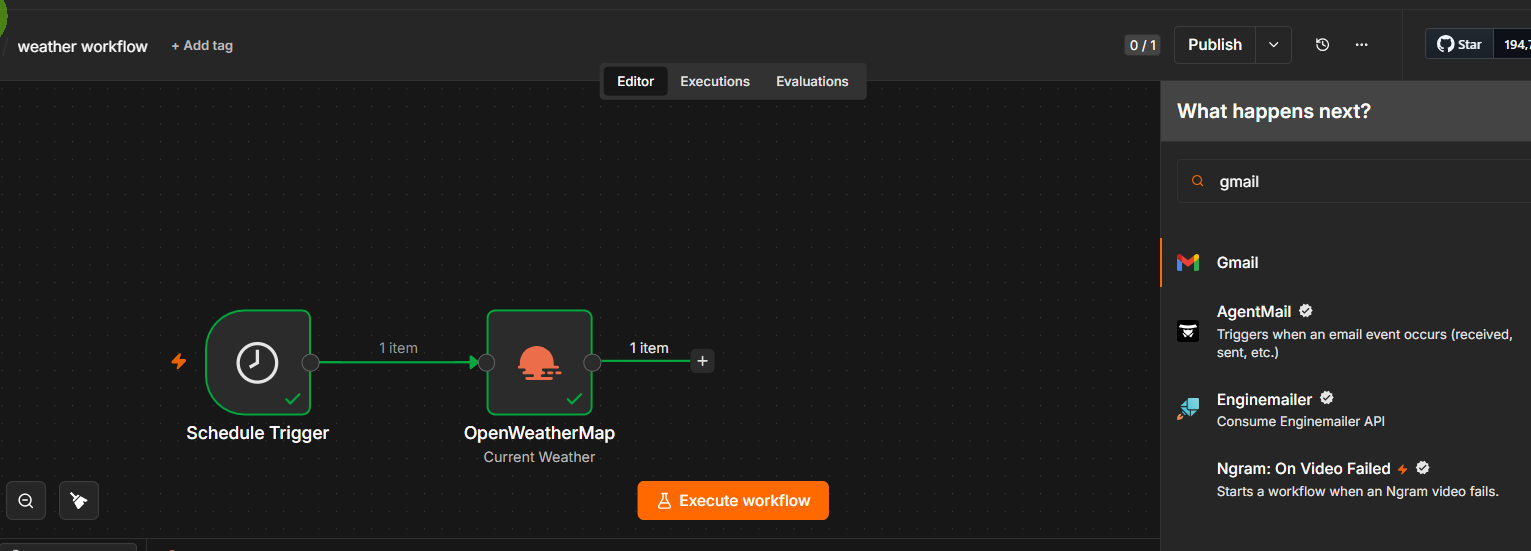 weather workflow
+ Add tag
0 / 1
Publish
Star
194,7
Editor
Executions
Evaluations
What happens next?
gmail
Gmail
AgentMail
Triggers when an email event occurs (received,
sent, etc.)
Enginemailer
Consume Enginemailer API
Ngram: On Video Failed
Starts a workflow when an Ngram video fails.
1 item
1 item
Schedule Trigger
OpenWeatherMap
Current Weather
Execute workflow